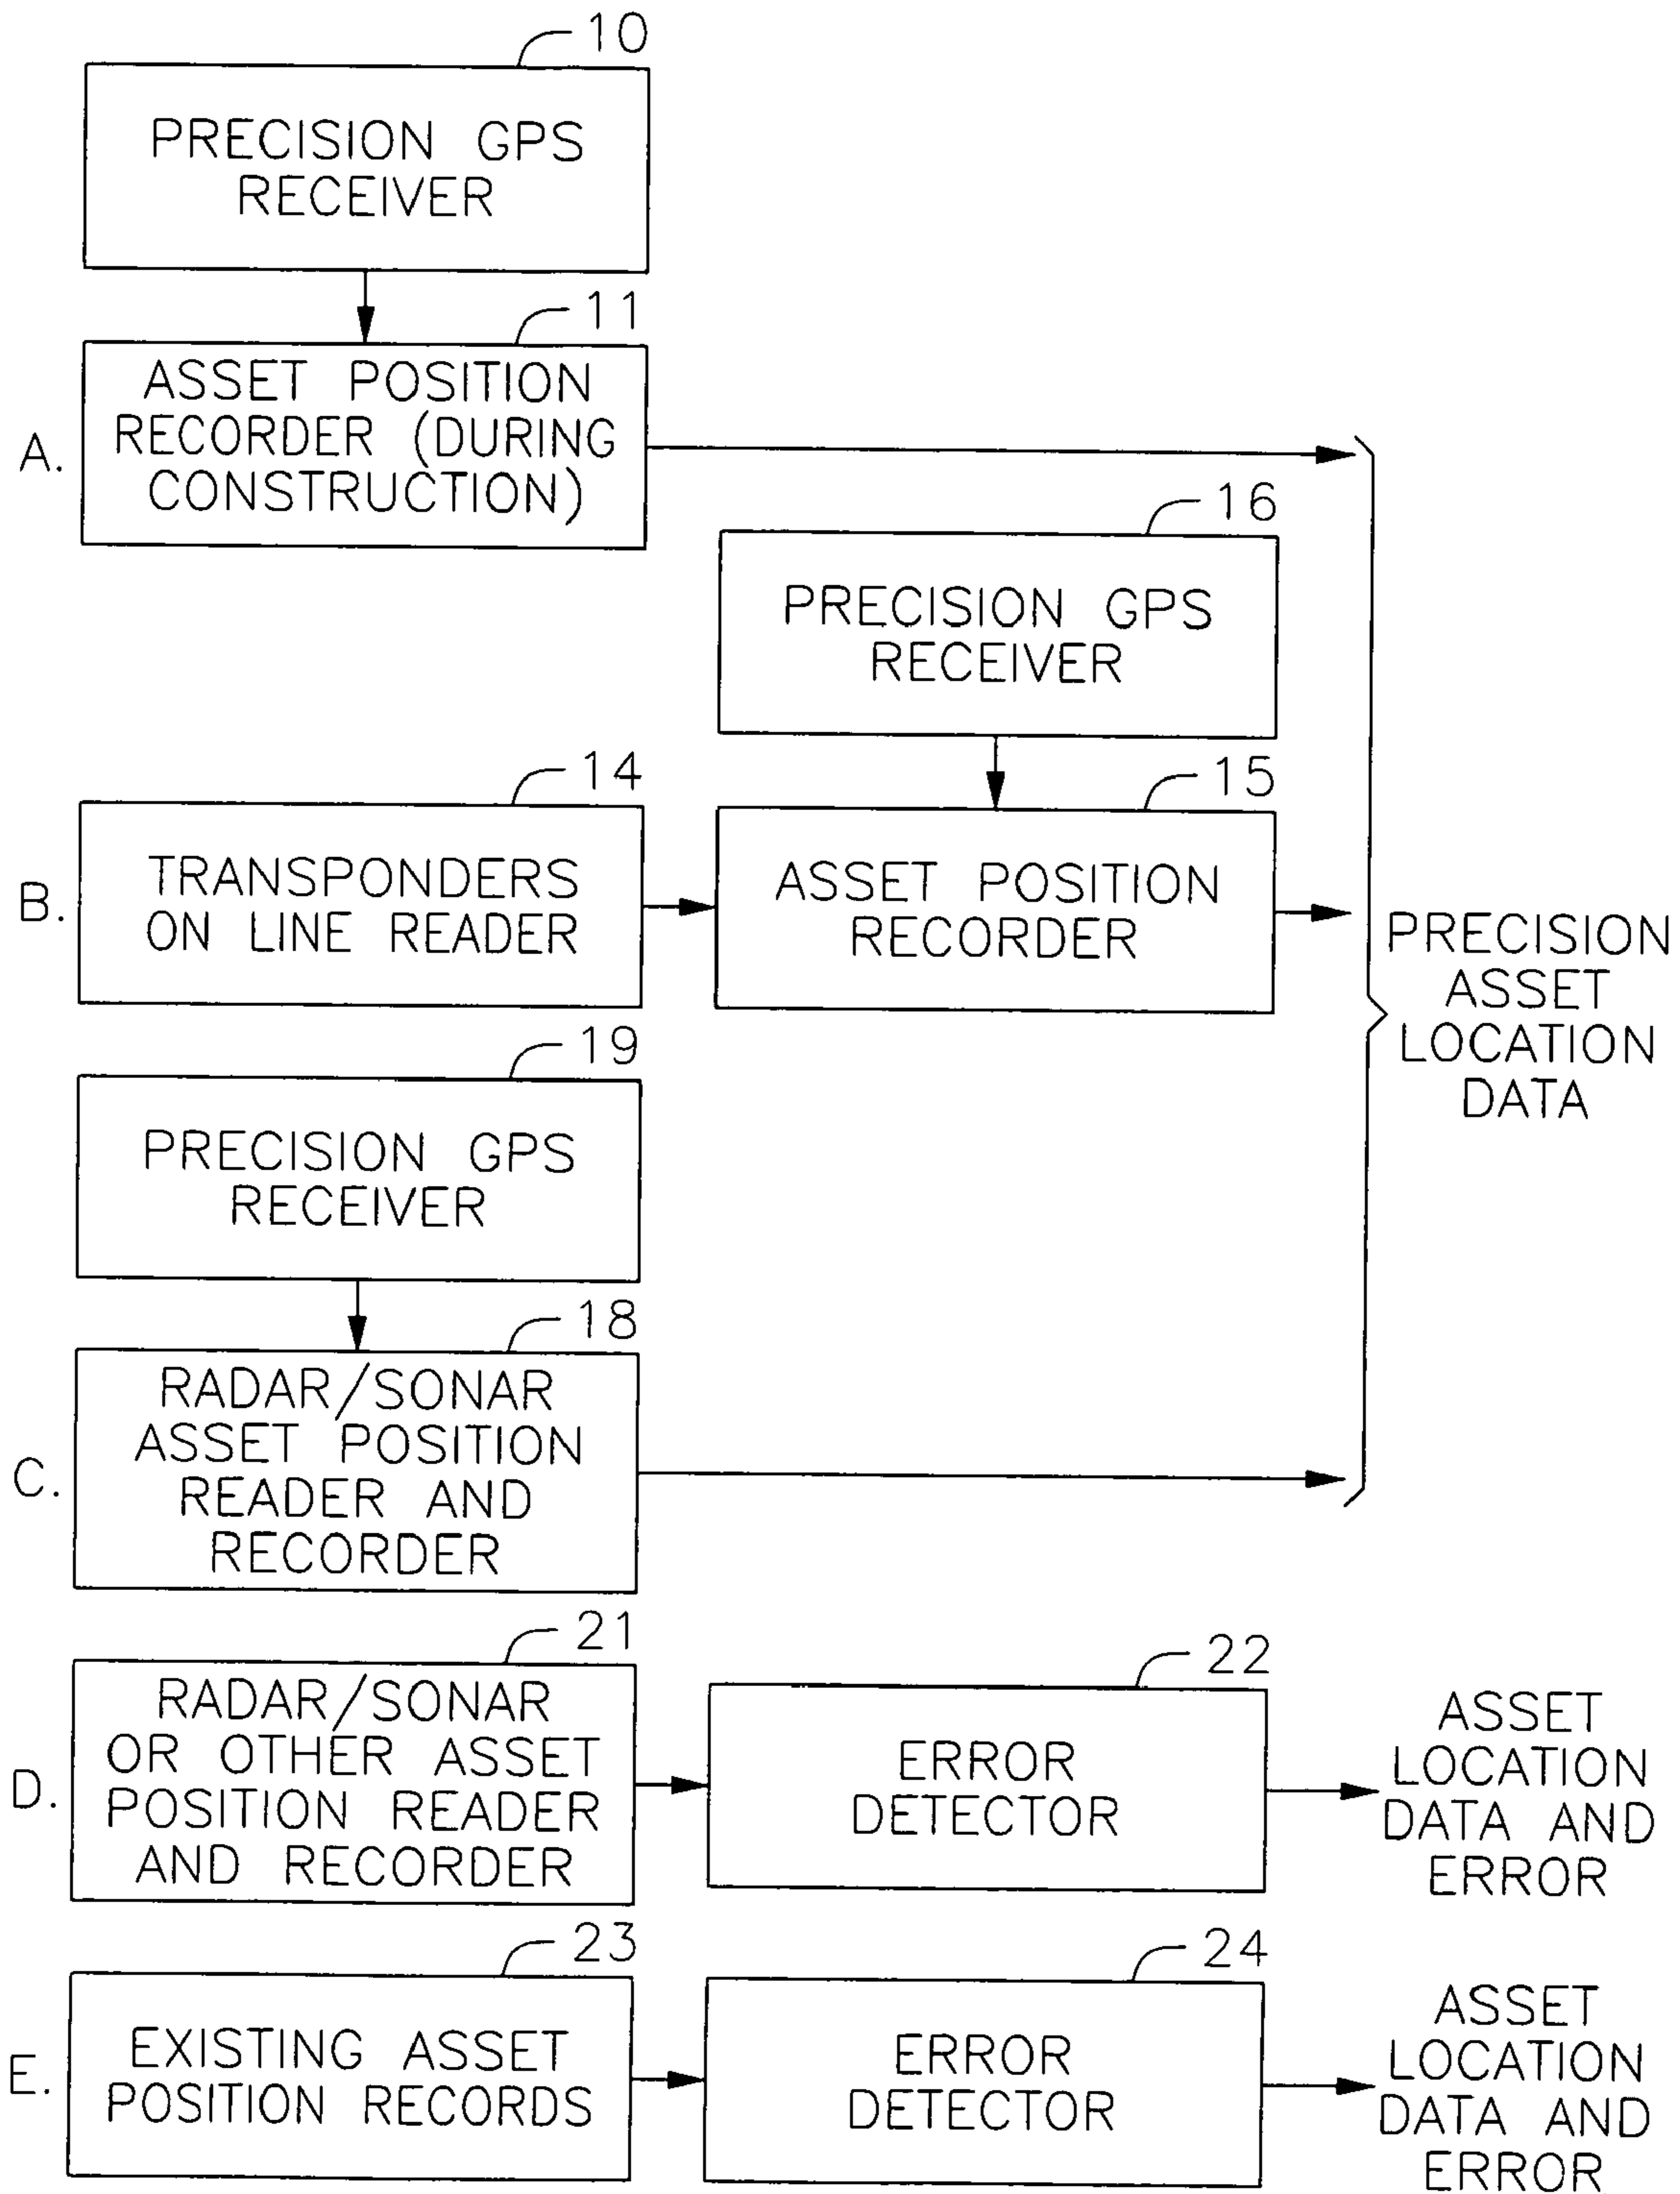 10
PRECISION GPS
RECEIVER
11
A.
ASSET POSITION
RECORDER (DURING
CONSTRUCTION)
16
PRECISION GPS
RECEIVER
14
B.
TRANSPONDERS
ON LINE READER
15
ASSET POSITION
RECORDER
PRECISION
ASSET
LOCATION
DATA
19
PRECISION GPS
RECEIVER
18
C.
RADAR/SONAR
ASSET POSITION
READER AND
RECORDER
21
D.
RADAR/SONAR
OR OTHER ASSET
POSITION READER
AND RECORDER
22
ERROR
DETECTOR
ASSET
LOCATION
DATA AND
ERROR
23
E.
EXISTING ASSET
POSITION RECORDS
24
ERROR
DETECTOR
ASSET
LOCATION
DATA AND
ERROR